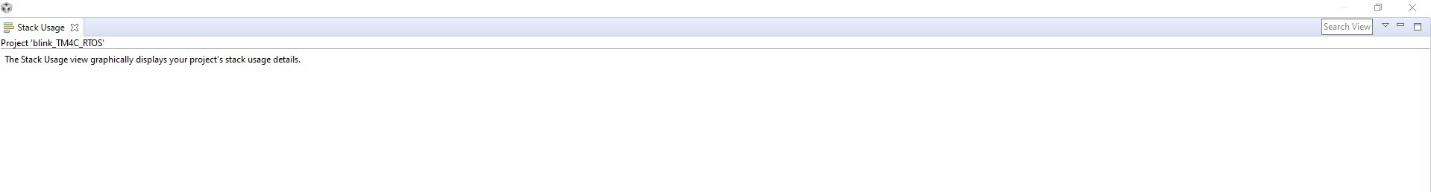 Stack Usage
Search View
Project 'blink_TM4C_RTOS'
The Stack Usage view graphically displays your project's stack usage details.